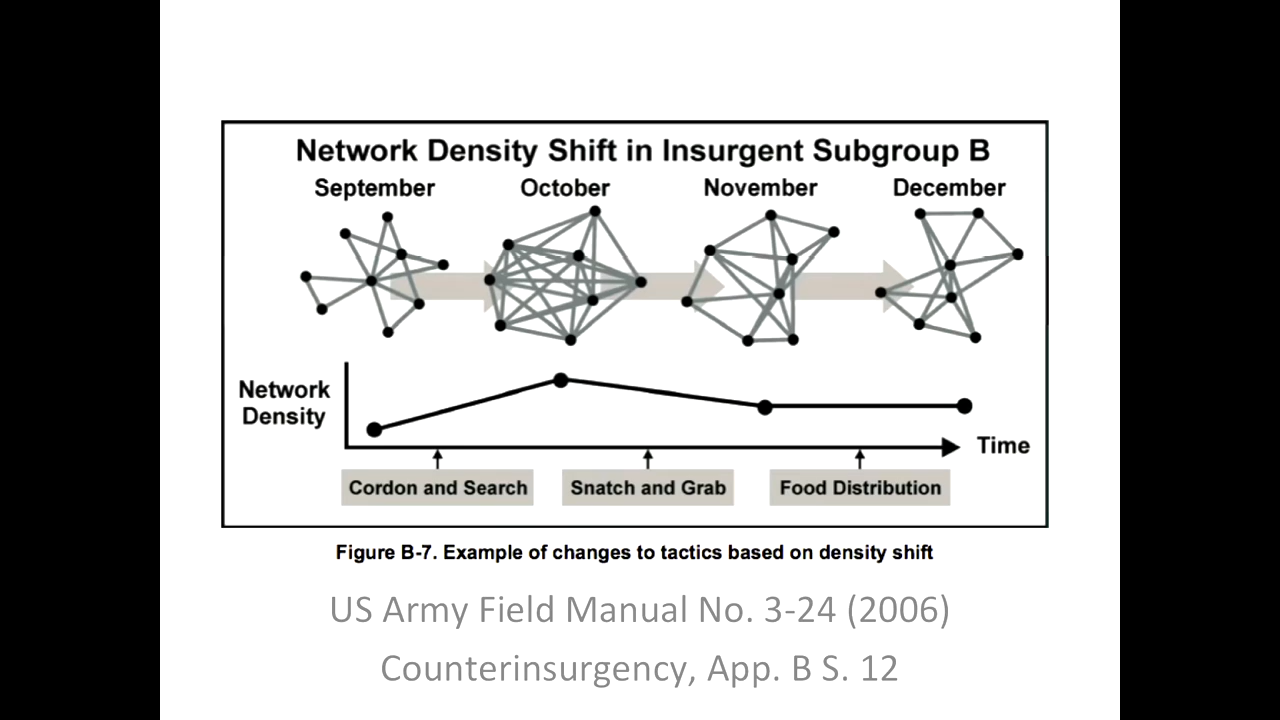 Network Density Shift in Insurgent Subgroup B
September October November December
Network
Density
Time
Cordon and Search Snatch and Grab Food Distribution
Figure B-7. Example of changes to tactics based on density shift
US Army Field Manual No. 3-24 (2006)
Counterinsurgency, App. B S. 12